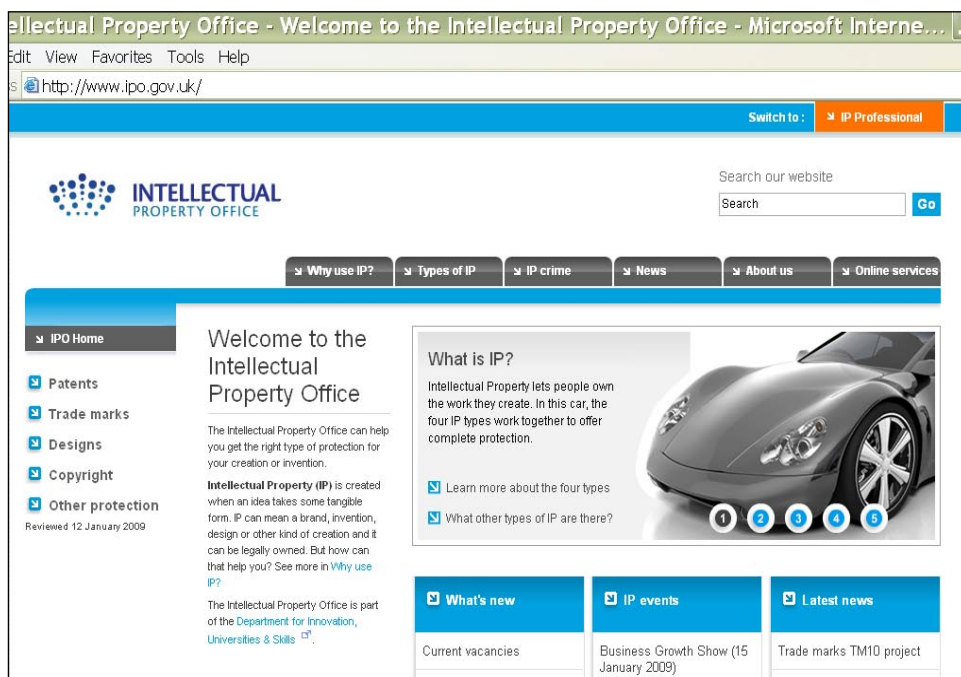 ellectual Property Office - Welcome to the Intellectual Property Office - Microsoft Interne...
Edit View Favorites Tools Help
http://www.ipo.gov.uk/
Switch to : IP Professional
INTELLECTUAL
PROPERTY OFFICE
Search our website
Search Go
Why use IP? Types of IP IP crime News About us Online services
IPO Home
Patents
Trade marks
Designs
Copyright
Other protection
Reviewed 12 January 2009
Welcome to the
Intellectual
Property Office
The Intellectual Property Office can help
you get the right type of protection for
your creation or invention.
Intellectual Property (IP) is created
when an idea takes some tangible
form. IP can mean a brand, invention,
design or other kind of creation and it
can be legally owned. But how can
that help you? See more in Why use
IP?
The Intellectual Property Office is part
of the Department for Innovation,
Universities & Skills .
What is IP?
Intellectual Property lets people own
the work they create. In this car, the
four IP types work together to offer
complete protection.
Learn more about the four types
What other types of IP are there?
1 2 3 4 5
What's new
Current vacancies
IP events
Business Growth Show (15
January 2009)
Latest news
Trade marks TM10 project